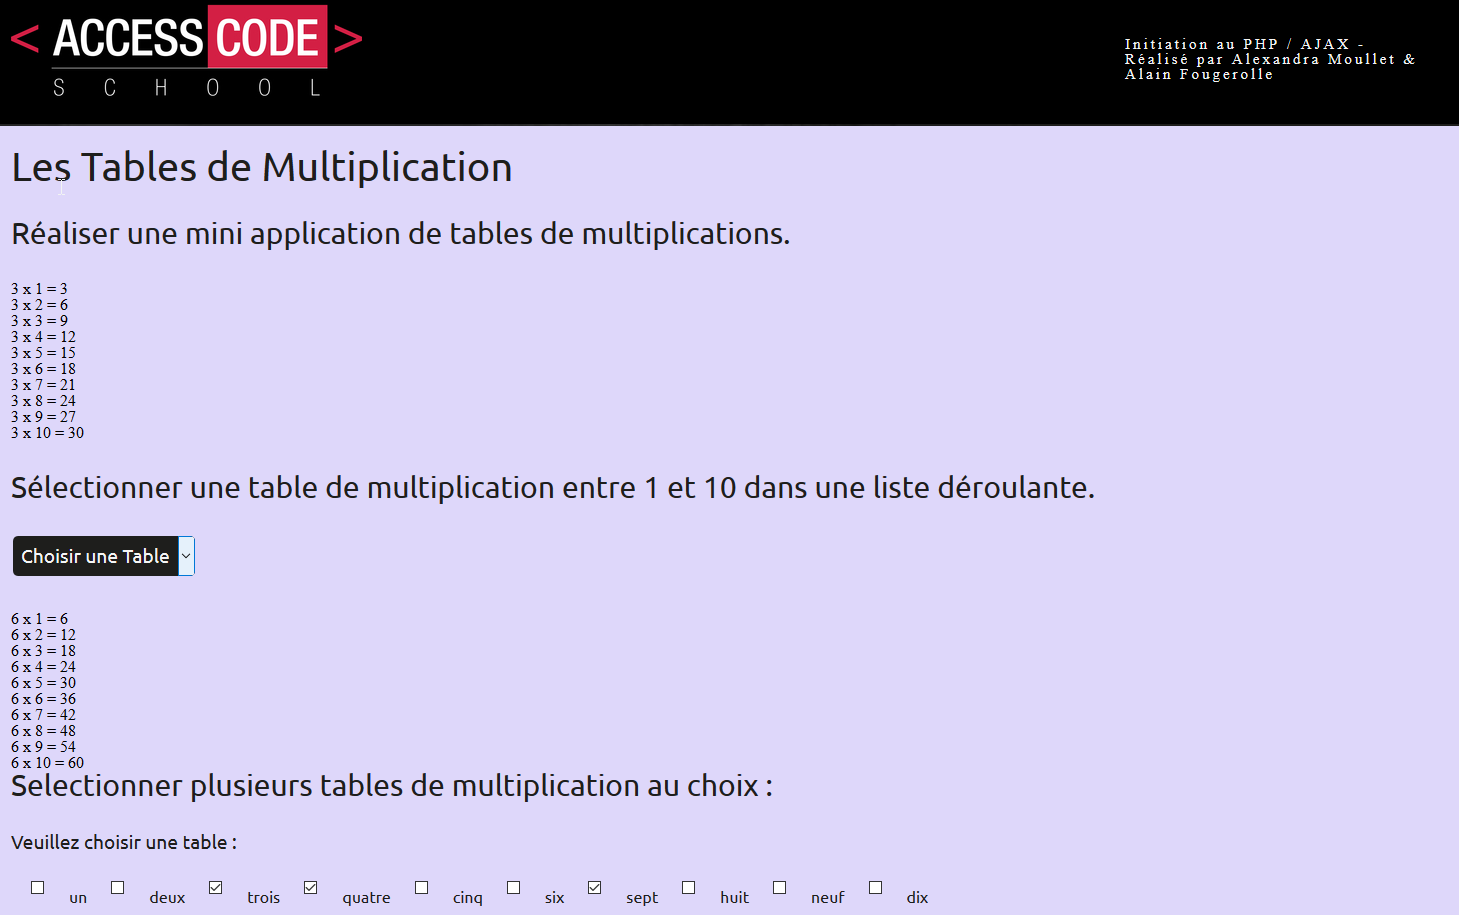 < ACCESS CODE >
SCHOOL
Initiation au PHP / AJAX -
Réalisé par Alexandra Moullet &
Alain Fougerolle
Les Tables de Multiplication
Réaliser une mini application de tables de multiplications.
3 x 1 = 3
3 x 2 = 6
3 x 3 = 9
3 x 4 = 12
3 x 5 = 15
3 x 6 = 18
3 x 7 = 21
3 x 8 = 24
3 x 9 = 27
3 x 10 = 30
Sélectionner une table de multiplication entre 1 et 10 dans une liste déroulante.
Choisir une Table
6 x 1 = 6
6 x 2 = 12
6 x 3 = 18
6 x 4 = 24
6 x 5 = 30
6 x 6 = 36
6 x 7 = 42
6 x 8 = 48
6 x 9 = 54
6 x 10 = 60
Selectionner plusieurs tables de multiplication au choix :
Veuillez choisir une table :
un deux trois quatre cinq six sept huit neuf dix